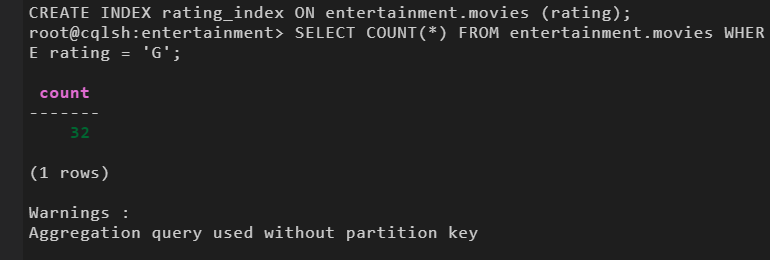 CREATE INDEX rating_index ON entertainment.movies (rating);
root@cqlsh:entertainment> SELECT COUNT(*) FROM entertainment.movies WHER
E rating = 'G';
count
-------
32
(1 rows)
Warnings :
Aggregation query used without partition key